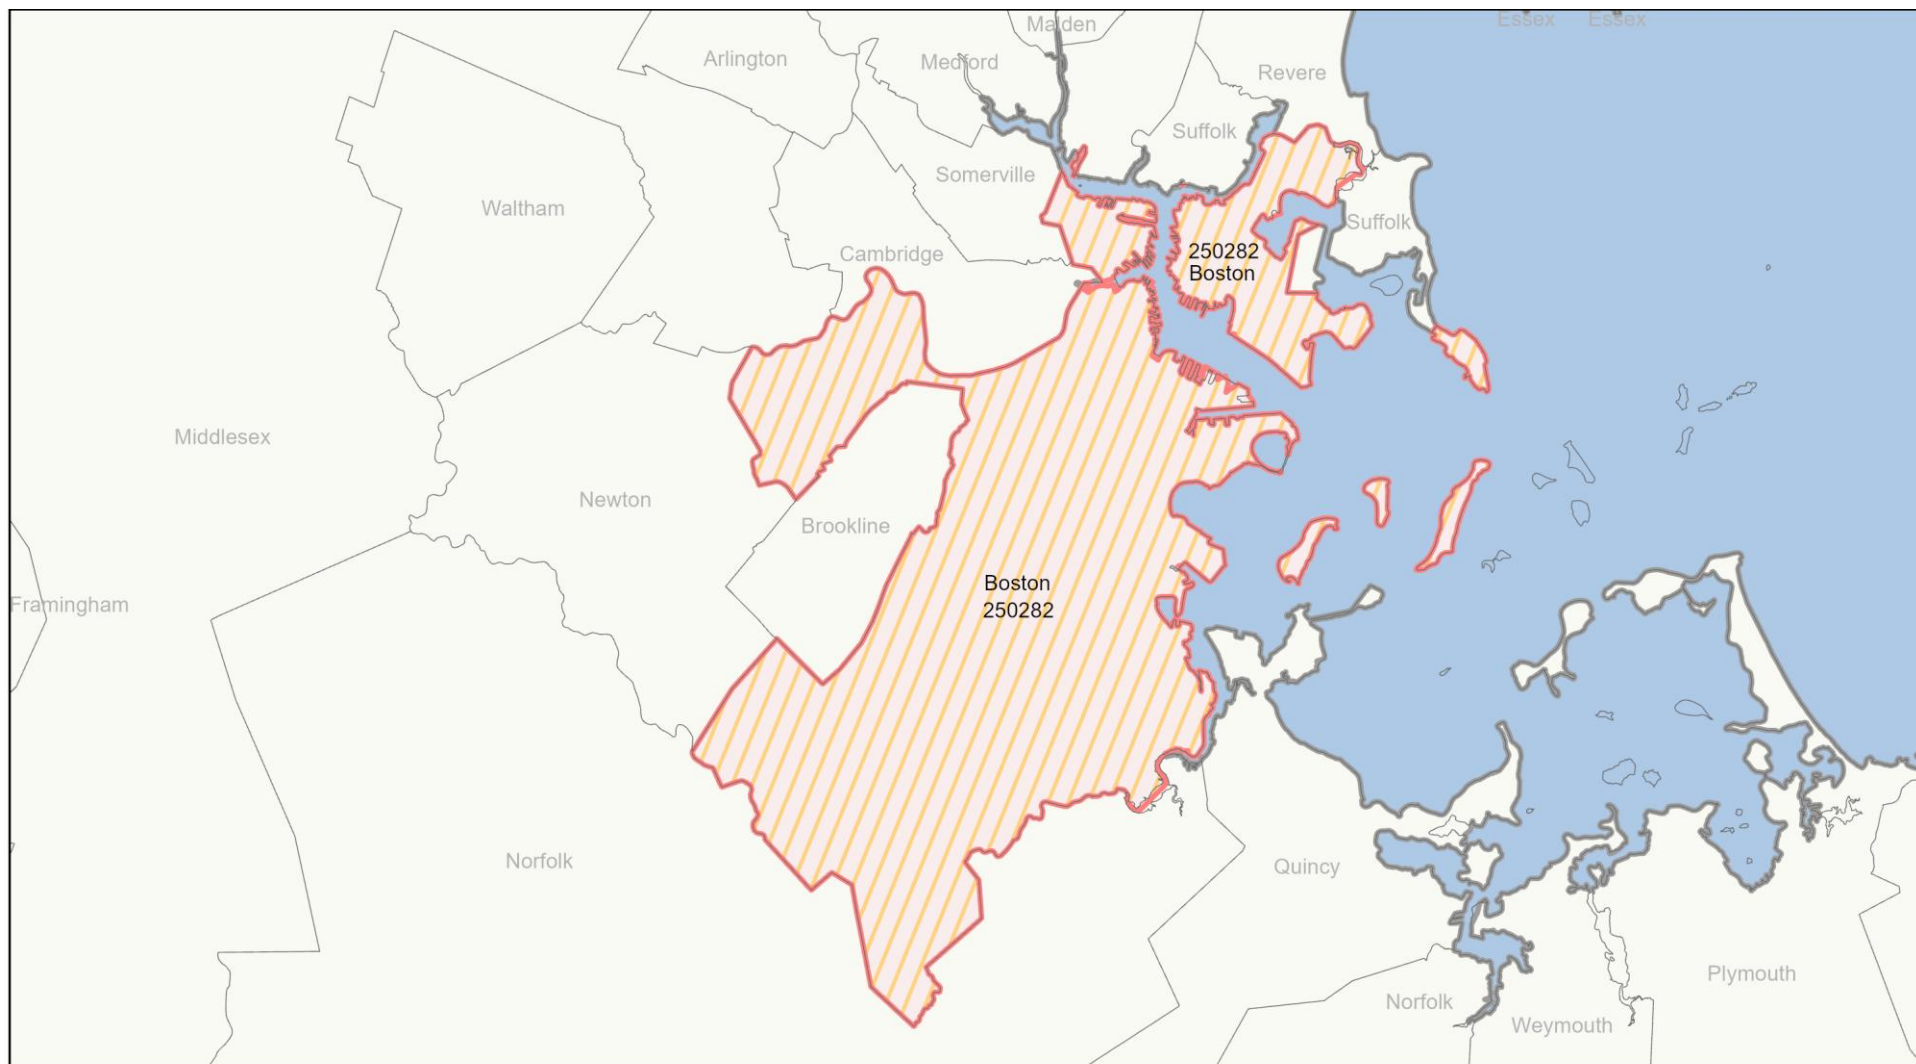 Essex
Essex
Malden
Arlington
Medford
Revere
Suffolk
Somerville
Waltham
Suffolk
Cambridge
250282
Boston
Middlesex
Newton
Brookline
Boston
250282
Framingham
Norfolk
Quincy
Plymouth
Norfolk
Weymouth